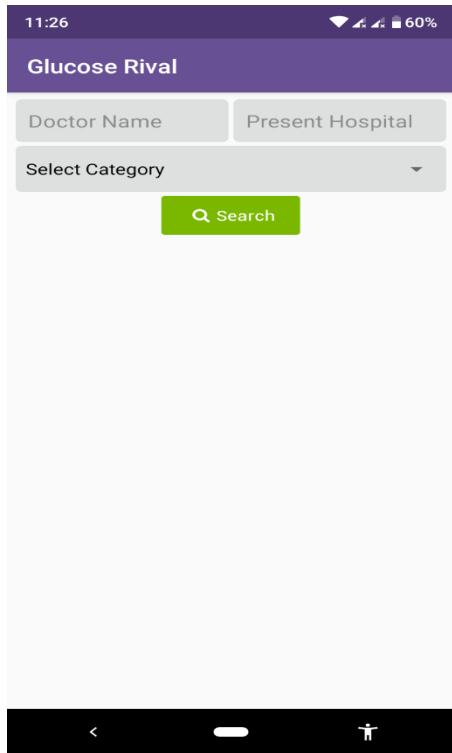 11:26 60%
Glucose Rival
Doctor Name Present Hospital
Select Category
Search